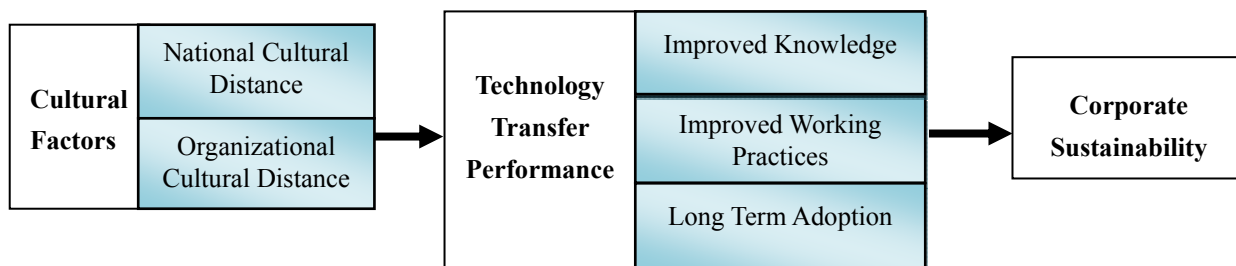 Cultural
Factors
National Cultural
Distance
Organizational
Cultural Distance
Technology
Transfer
Performance
Improved Knowledge
Improved Working
Practices
Long Term Adoption
Corporate
Sustainability